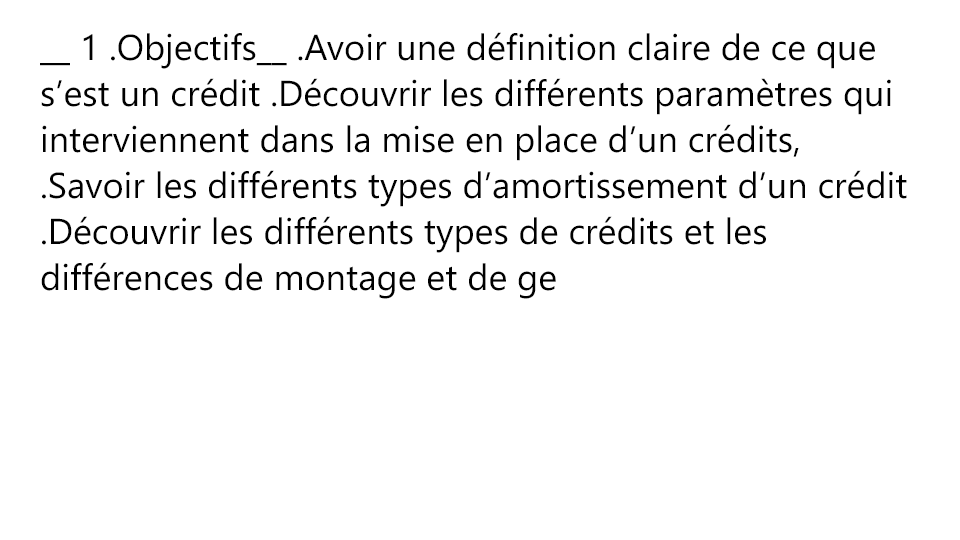 __ 1 .Objectifs__ .Avoir une définition claire de ce que
s’est un crédit .Découvrir les différents paramètres qui
interviennent dans la mise en place d’un crédits,
.Savoir les différents types d’amortissement d’un crédit
.Découvrir les différents types de crédits et les
différences de montage et de ge